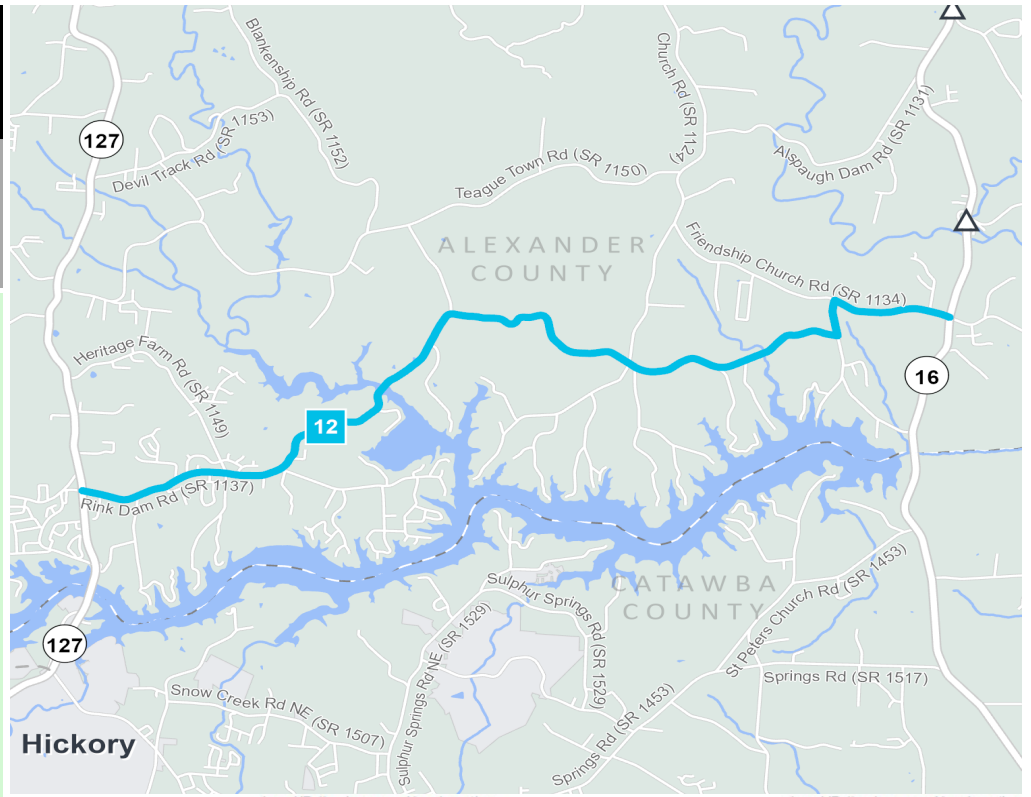 Blankenship Rd (SR 1152)
Church Rd (SR 1124)
127
Devil Track Rd (SR 1153)
Alspaugh Dam Rd (SR 1131)
Teague Town Rd (SR 1150)
Friendship Church Rd (SR 1134)
ALEXANDER
COUNTY
Heritage Farm Rd (SR 1149)
16
12
Rink Dam Rd (SR 1137)
CATAWBA
COUNTY
Sulphur Springs Rd (SR 1529)
St Peters Church Rd (SR 1453)
127
Sulphur Springs Rd NE (SR 1529)
Springs Rd (SR 1517)
Snow Creek Rd NE (SR 1507)
Springs Rd (SR 1453)
Hickory